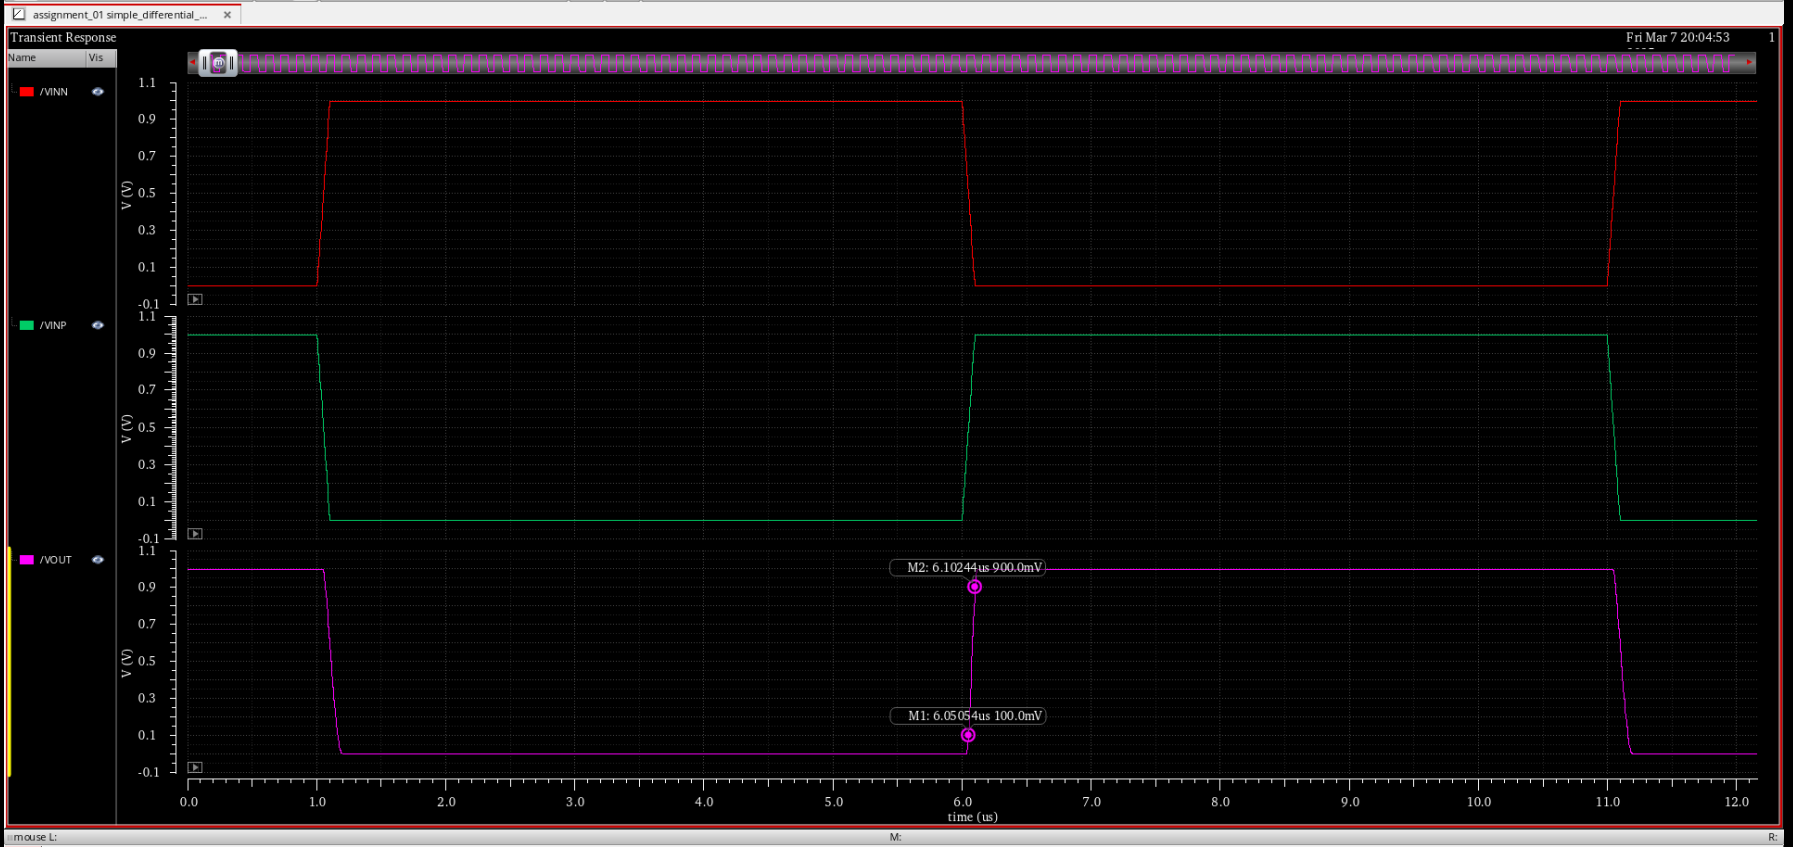 assignment_01 simple_differential_...
Transient Response
Fri Mar 7 20:04:53
1
Name Vis
/VINN
1.1
0.9
0.7
0.5
0.3
0.1
-0.1
V (V)
/VINP
1.1
0.9
0.7
0.5
0.3
0.1
-0.1
V (V)
/VOUT
1.1
0.9
0.7
0.5
0.3
0.1
-0.1
V (V)
M2: 6.10244us 900.0mV
M1: 6.05054us 100.0mV
0.0 1.0 2.0 3.0 4.0 5.0 6.0 7.0 8.0 9.0 10.0 11.0 12.0
time (us)
mouse L: M: R: